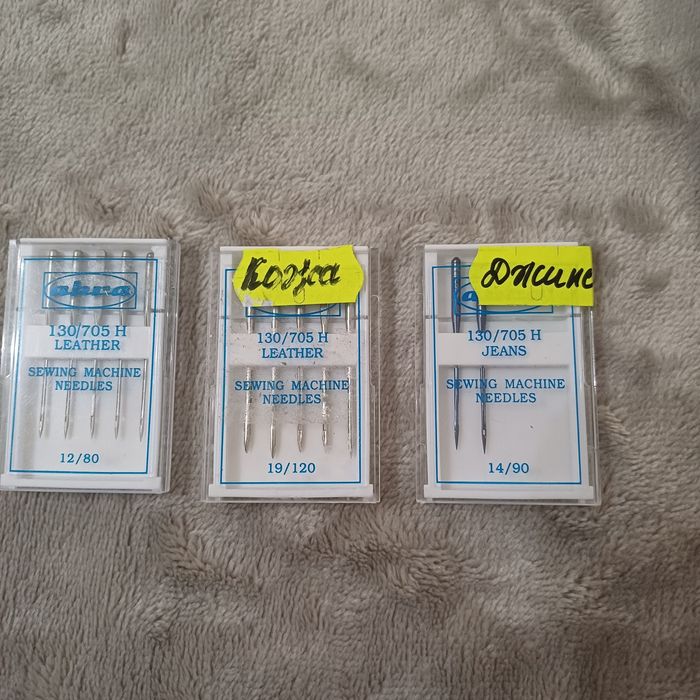 akra
130/705 H
LEATHER
SEWING MACHINE
NEEDLES
12/80
Кожа
130/705 H
LEATHER
SEWING MACHINE
NEEDLES
19/120
Джинс
130/705 H
JEANS
SEWING MACHINE
NEEDLES
14/90